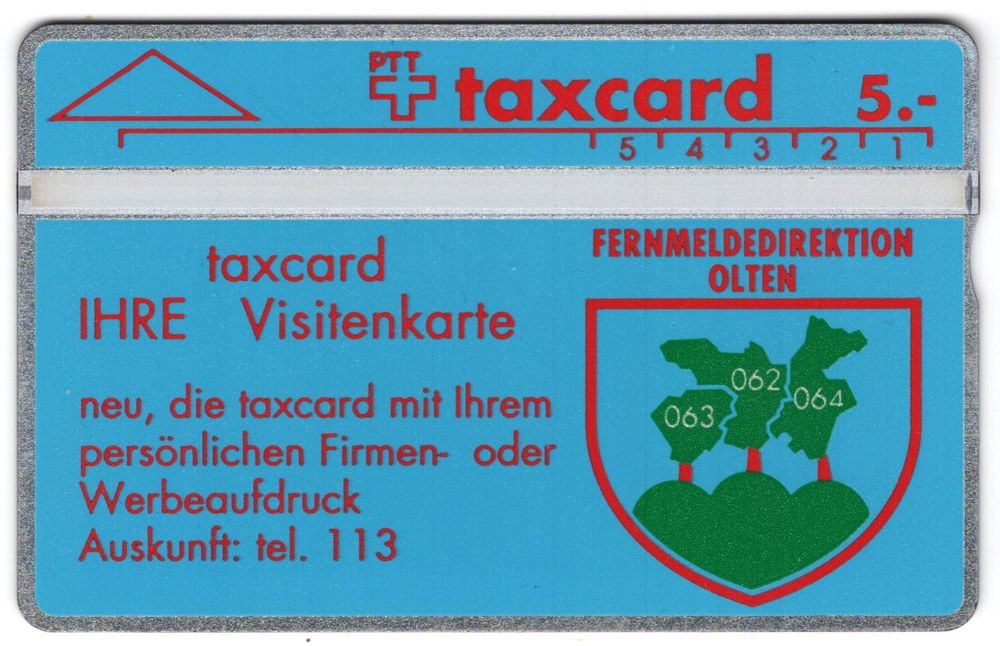 PTT
taxcard 5.-
5 4 3 2 1
taxcard
IHRE Visitenkarte
neu, die taxcard mit Ihrem
persönlichen Firmen- oder
Werbeaufdruck
Auskunft: tel. 113
FERNMELDEDIREKTION
OLTEN
062
063
064